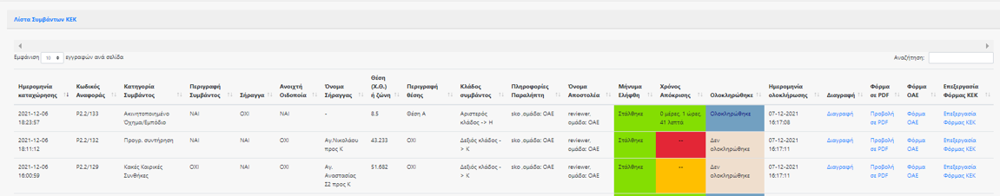 Λίστα Συμβάντων ΚΕΚ
Εμφάνιση 10 εγγραφών ανά σελίδα Αναζήτηση:
Ημερομηνία καταχώρησης Κωδικός Αναφοράς Κατηγορία Συμβάντος Περιγραφή Συμβάντος Σήραγγα Ανοιχτή Οδοποιία Όνομα Σήραγγας Θέση (Χ.Θ.) ή ζώνη Περιγραφή θέσης Κλάδος συμβάντος Πληροφορίες Παραλήπτη Όνομα Αποστολέα Μήνυμα Ελήφθη Χρόνος Απόκρισης Ολοκληρώθηκε Ημερομηνία ολοκλήρωσης Διαγραφή Φόρμα σε PDF Φόρμα ΟΑΕ Επεξεργασία Φόρμας ΚΕΚ
2021-12-06 18:23:57 P2.2/133 Ακινητοποιημένο Όχημα/Εμπόδιο ΝΑΙ ΟΧΙ ΝΑΙ - 8.5 Θέση Α Αριστερός κλάδος -> Η sko ,ομάδα: ΟΑΕ reviewer, ομάδα: ΟΑΕ Στάλθηκε 0 μέρες, 1 ώρες, 41 λεπτά Ολοκληρώθηκε 07-12-2021 16:17:08 Διαγραφή Προβολή σε PDF Φόρμα ΟΑΕ Επεξεργασία Φόρμας ΚΕΚ
2021-12-06 18:11:12 P2.2/132 Προγρ. συντήρηση ΝΑΙ ΝΑΙ ΟΧΙ Αγ.Νικολάου προς Κ 43.233 ΟΧΙ Δεξιός κλάδος -> Κ sko ,ομάδα: ΟΑΕ reviewer, ομάδα: ΟΑΕ Στάλθηκε -- Δεν ολοκληρώθηκε 07-12-2021 16:17:11 Διαγραφή Προβολή σε PDF Φόρμα ΟΑΕ Επεξεργασία Φόρμας ΚΕΚ
2021-12-06 16:00:59 P2.2/129 Κακές Καιρικές Συνθήκες ΟΧΙ ΝΑΙ ΟΧΙ Αγ. Αναστασίας Σ2 προς Κ 51.682 ΟΧΙ Δεξιός κλάδος -> Κ sko ,ομάδα: ΟΑΕ reviewer, ομάδα: ΟΑΕ Στάλθηκε -- Δεν ολοκληρώθηκε 07-12-2021 16:17:11 Διαγραφή Προβολή σε PDF Φόρμα ΟΑΕ Επεξεργασία Φόρμας ΚΕΚ